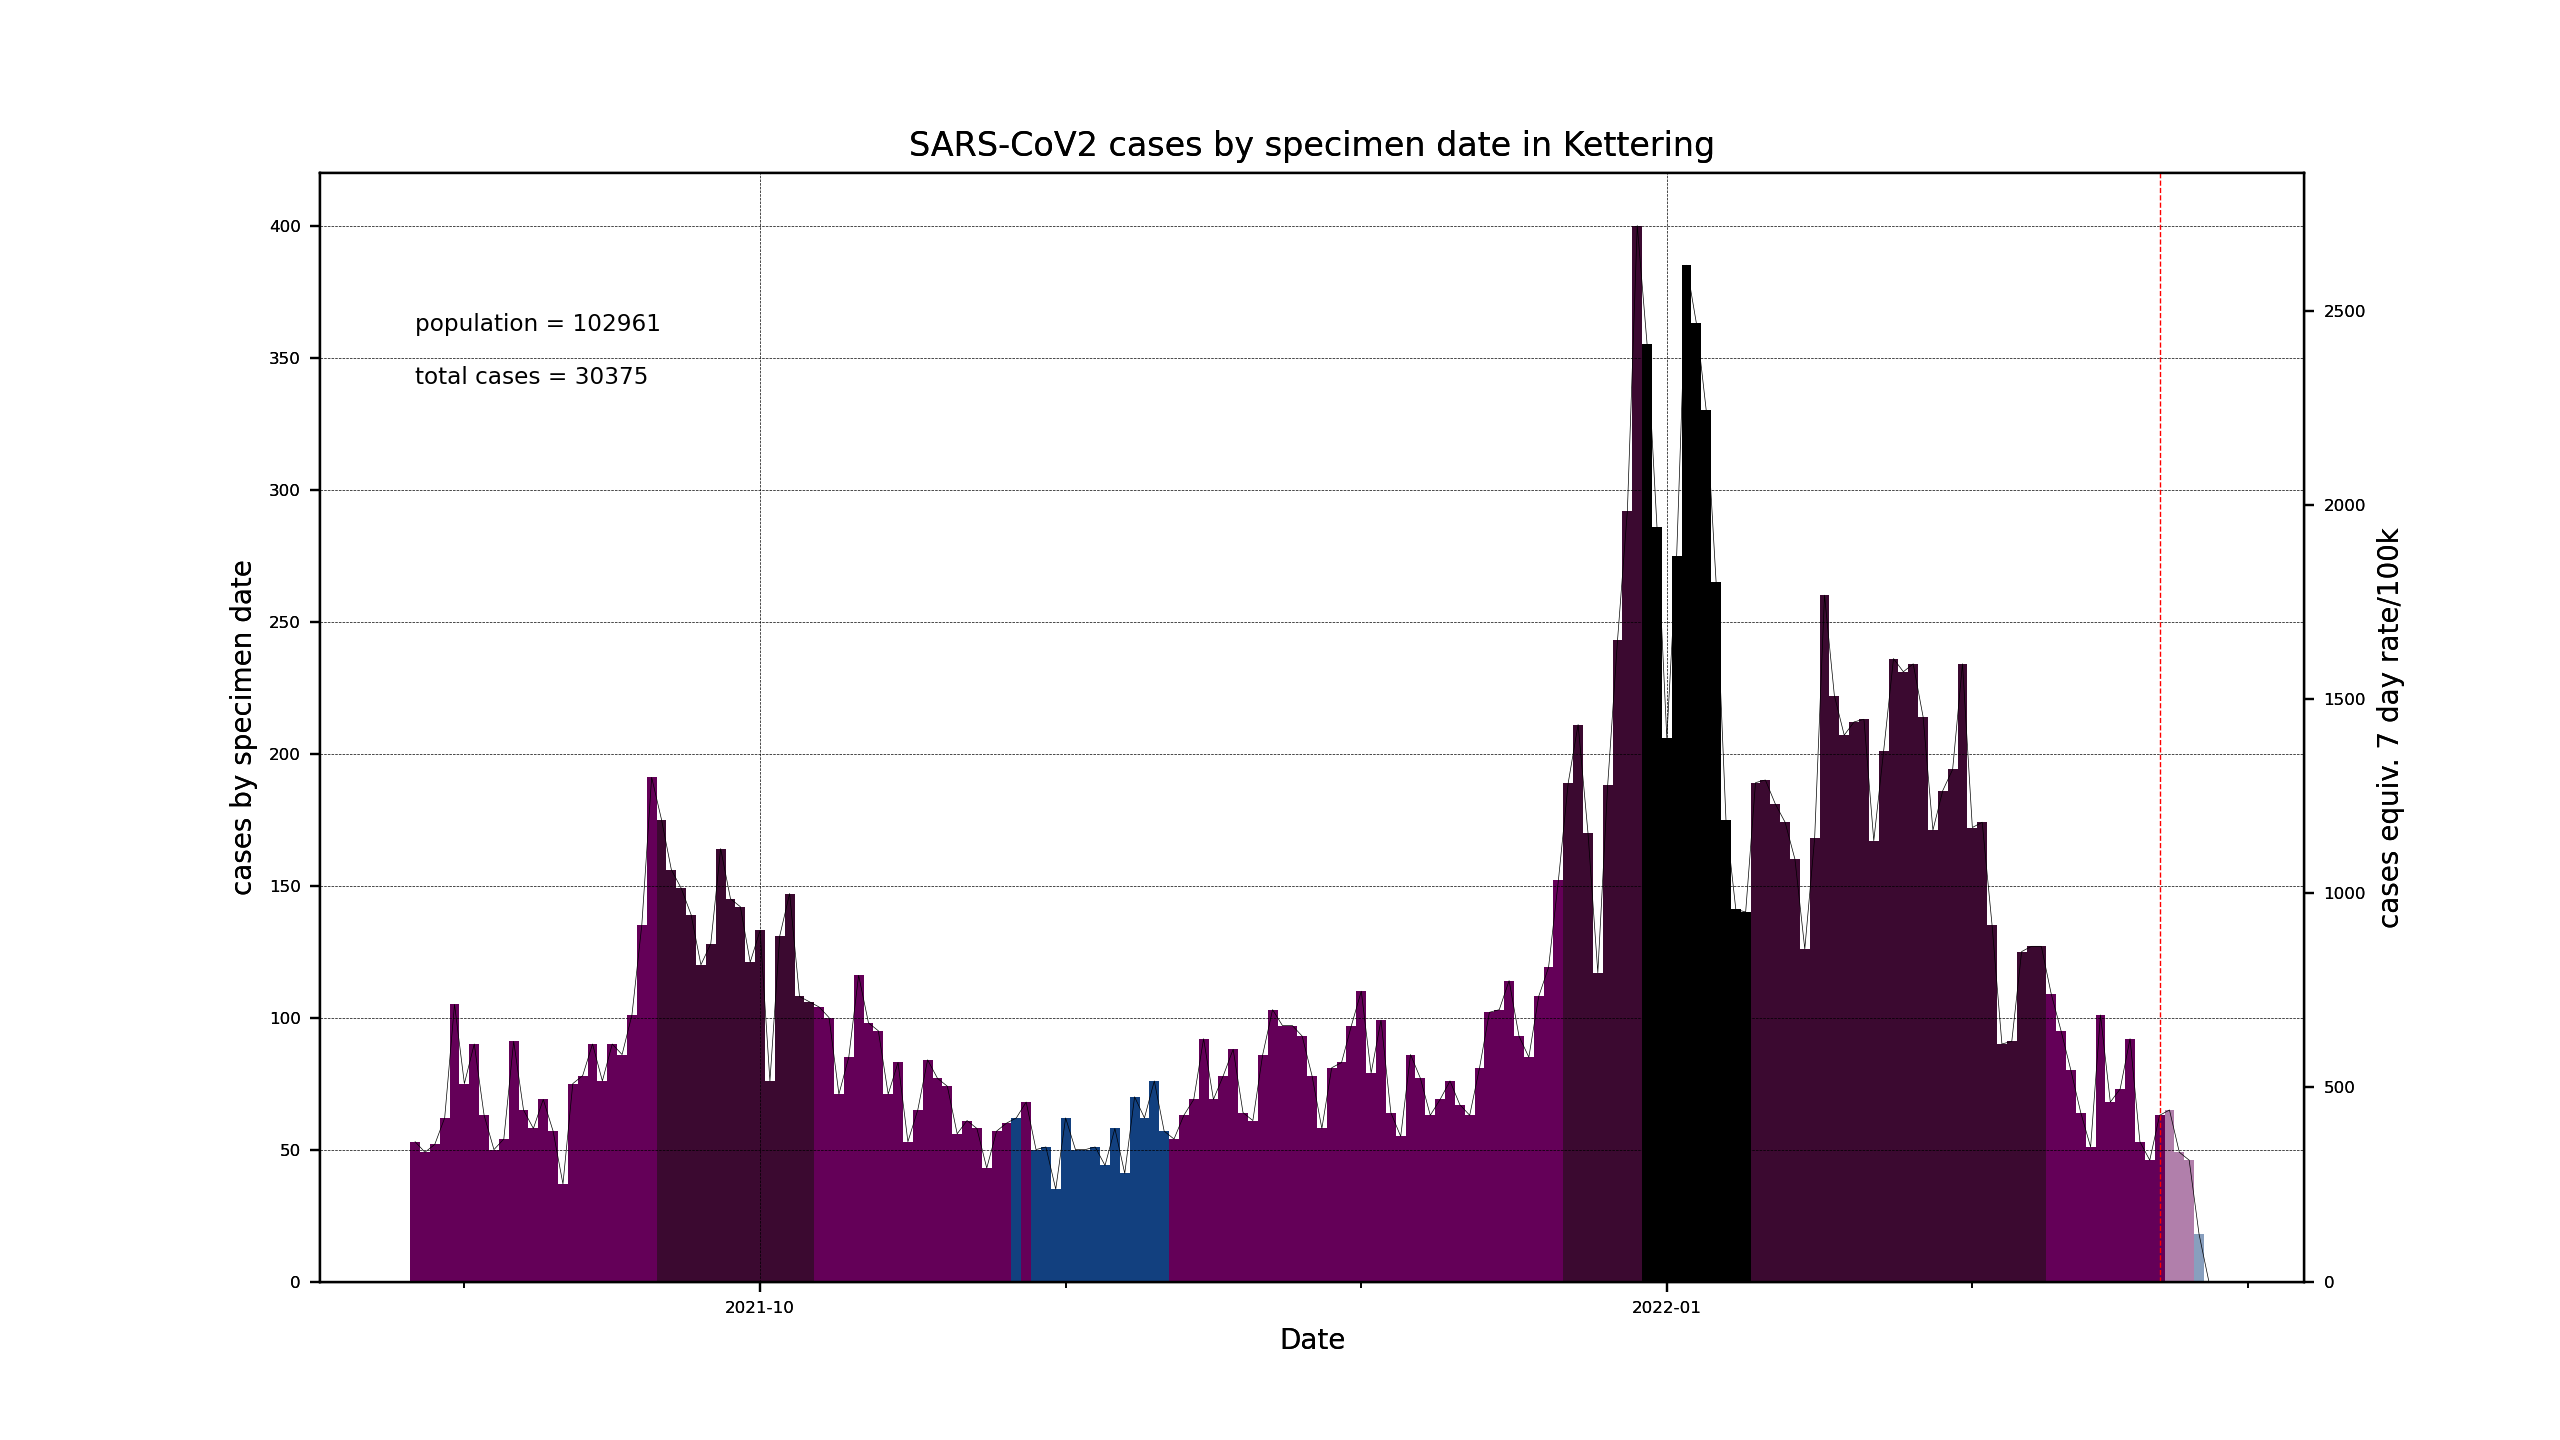 SARS-CoV2 cases by specimen date in Kettering
population = 102961
total cases = 30375
cases by specimen date
400
350
300
250
200
150
100
50
0
2500
2000
1500
1000
500
0
cases equiv. 7 day rate/100k
2021-10
2022-01
Date